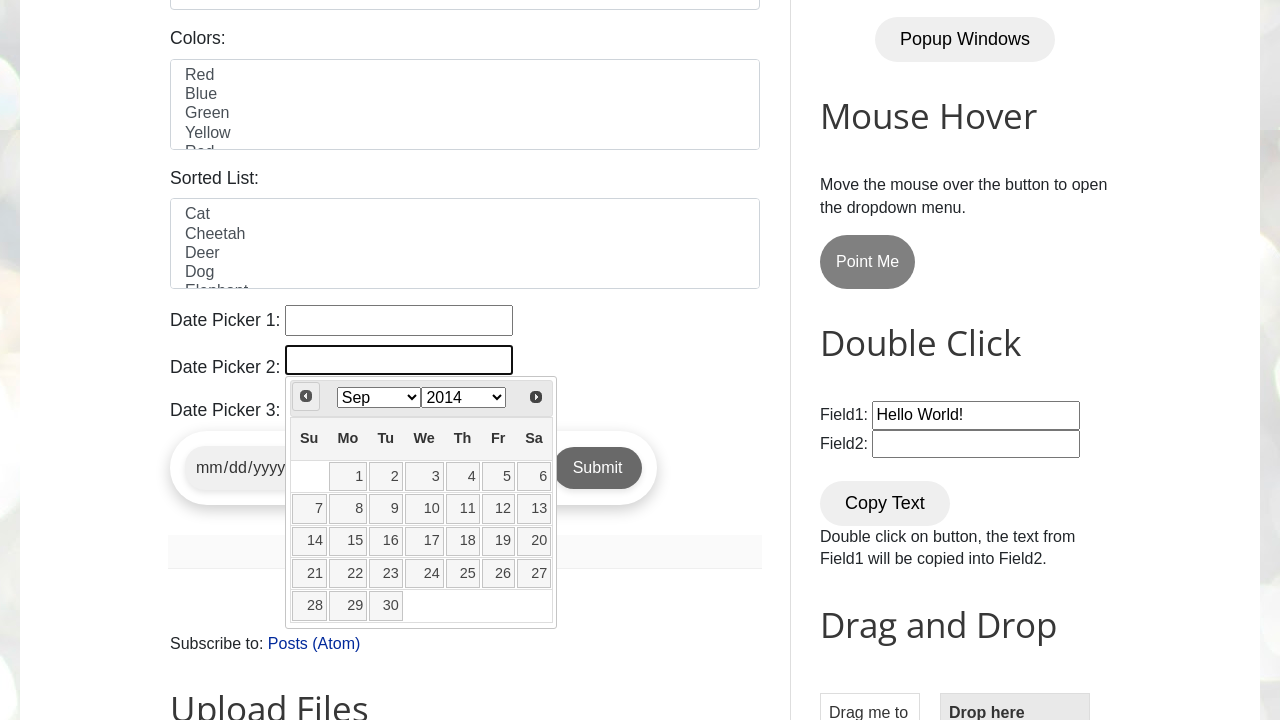 Colors:
Red
Blue
Green
Yellow
Sorted List:
Cat
Cheetah
Deer
Dog
Elephant
Date Picker 1:
Date Picker 2:
Sep 2014
Su Mo Tu We Th Fr Sa
1 2 3 4 5 6
7 8 9 10 11 12 13
14 15 16 17 18 19 20
21 22 23 24 25 26 27
28 29 30
Date Picker 3:
mm/dd/yyyy
Submit
Subscribe to: Posts (Atom)
Upload Files
Popup Windows
Mouse Hover
Move the mouse over the button to open
the dropdown menu.
Point Me
Double Click
Field1: Hello World!
Field2:
Copy Text
Double click on button, the text from
Field1 will be copied into Field2.
Drag and Drop
Drag me to
Drop here